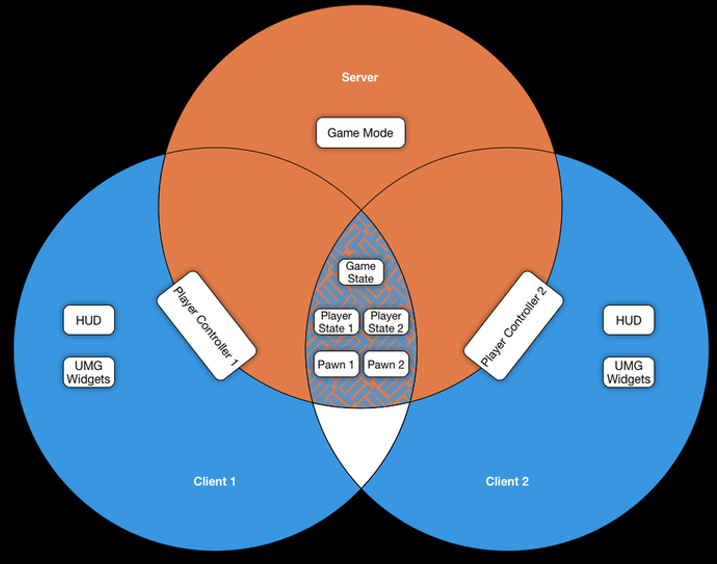 Server
Game Mode
Game
State
Player
State 1
Player
State 2
Pawn 1
Pawn 2
Player Controller 1
Player Controller 2
HUD
UMG
Widgets
HUD
UMG
Widgets
Client 1
Client 2